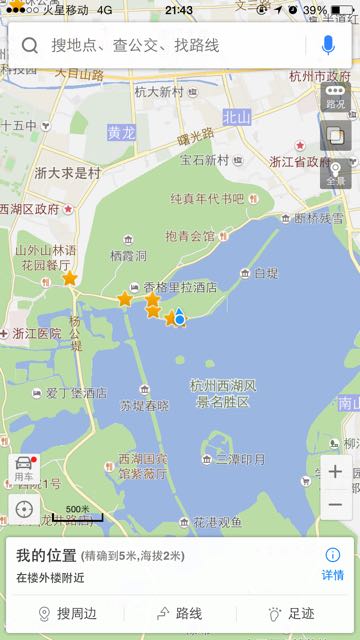 火星移动 4G 21:43 39%
搜地点、查公交、找路线
文三路
大目山路
杭州市政府
科技园
杭大新村
路况
十五中
黄龙
北山
曙光路
浙江省政府
宝石新村
浙大求是村
全景
纯真年代书吧
西湖区政府
断桥残雪
抱青会馆
山外山林语
花园餐厅
栖霞洞
白堤
香格里拉酒店
杨公堤
浙江医院
杭州西湖风
景名胜区
爱丁堡酒店
苏堤春晓
南山
西湖国宾
馆紫薇厅
三潭印月
用车
500米
花港观鱼
我的位置 (精确到5米,海拔2米)
在楼外楼附近
详情
搜周边
路线
足迹